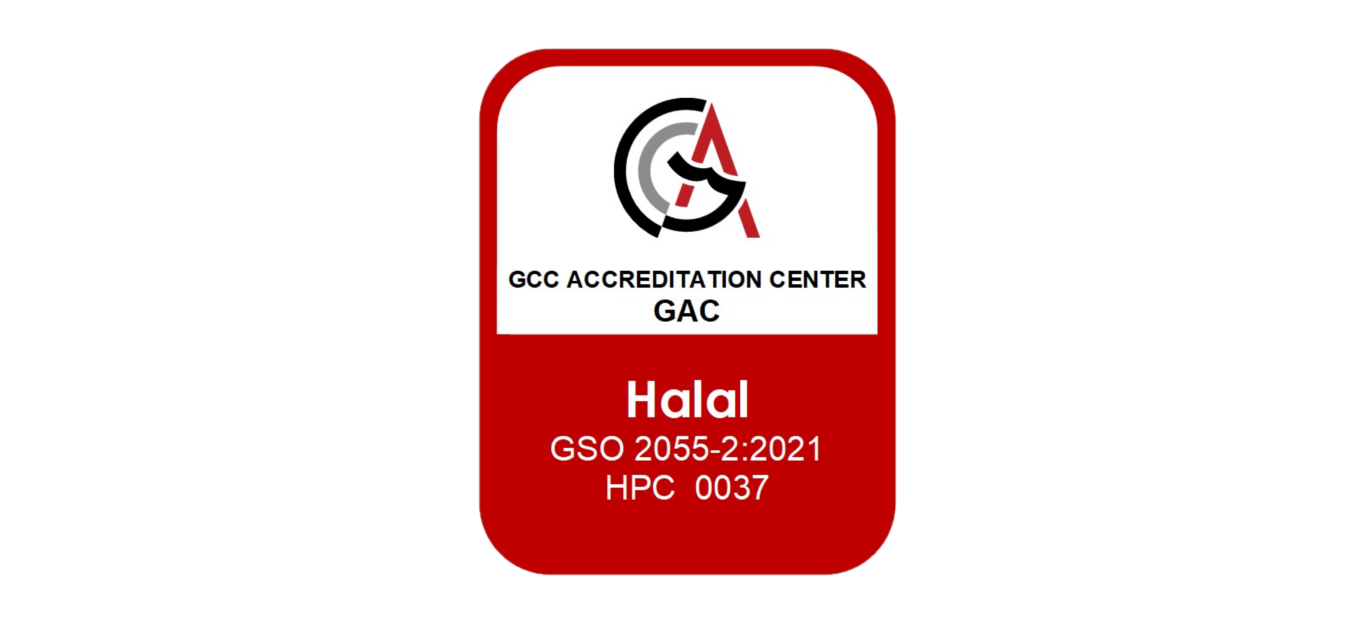 GCC ACCREDITATION CENTER
GAC
Halal
GSO 2055-2:2021
HPC 0037